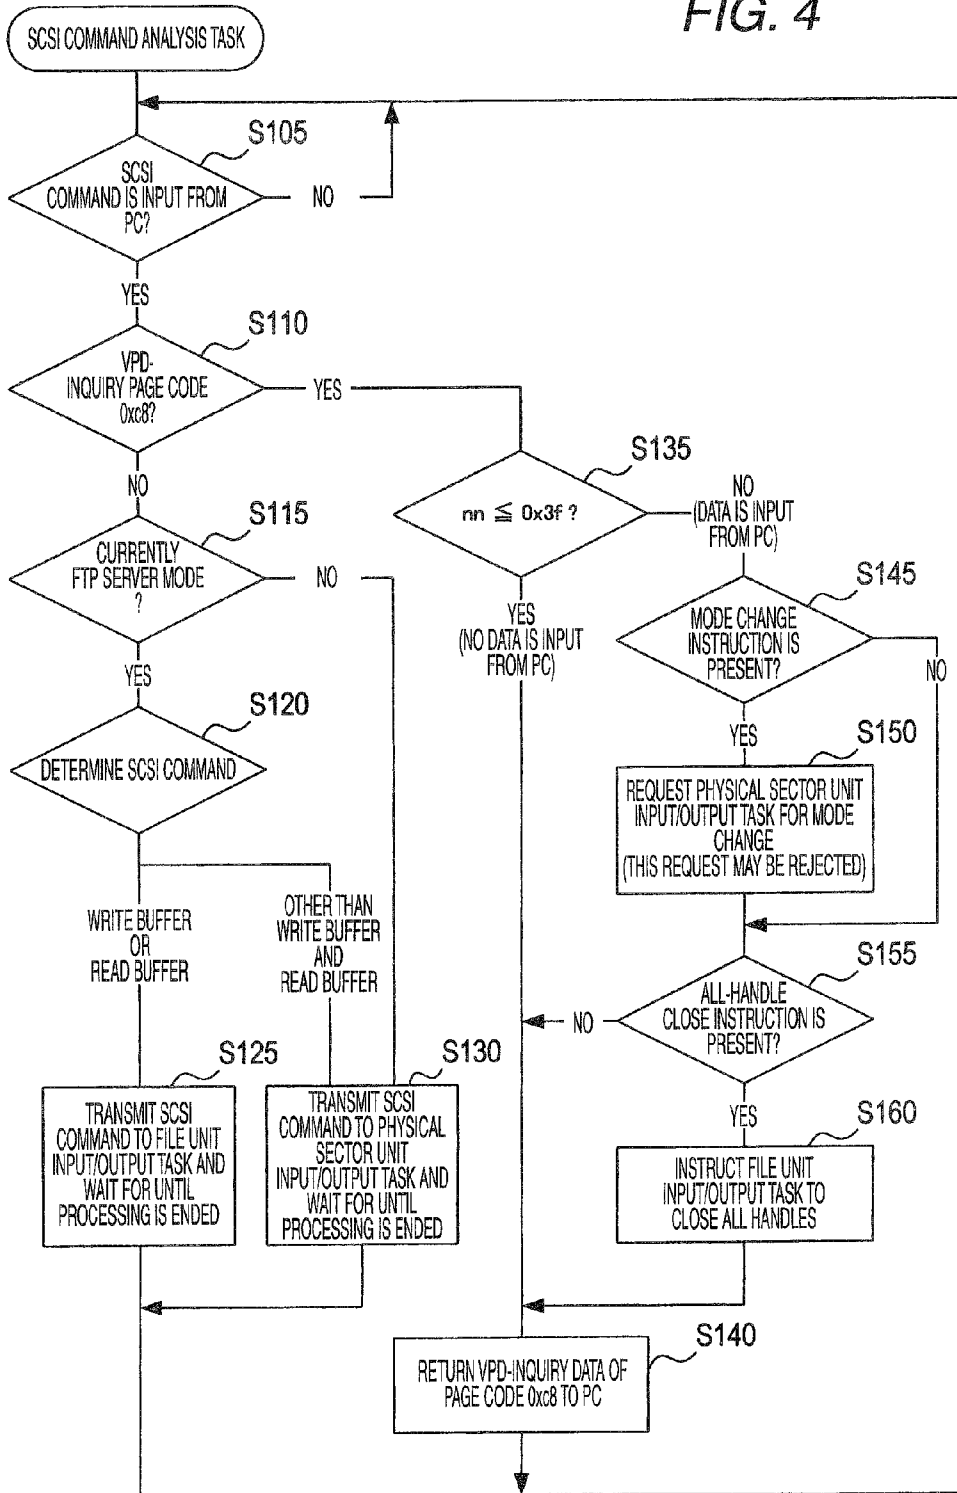 FIG. 4
SCSI COMMAND ANALYSIS TASK
S105
SCSI
COMMAND IS INPUT FROM
PC?
NO
YES
S110
VPD-
INQUIRY PAGE CODE
0xc8?
YES
NO
S135
nn ≦ 0x3f ?
NO
(DATA IS INPUT
FROM PC)
YES
(NO DATA IS INPUT
FROM PC)
S115
CURRENTLY
FTP SERVER MODE
?
NO
YES
S145
MODE CHANGE
INSTRUCTION IS
PRESENT?
NO
YES
S120
DETERMINE SCSI COMMAND
S150
REQUEST PHYSICAL SECTOR UNIT
INPUT/OUTPUT TASK FOR MODE
CHANGE
(THIS REQUEST MAY BE REJECTED)
WRITE BUFFER
OR
READ BUFFER
OTHER THAN
WRITE BUFFER
AND
READ BUFFER
S155
ALL-HANDLE
CLOSE INSTRUCTION IS
PRESENT?
NO
YES
S125
TRANSMIT SCSI
COMMAND TO FILE UNIT
INPUT/OUTPUT TASK AND
WAIT FOR UNTIL
PROCESSING IS ENDED
S130
TRANSMIT SCSI
COMMAND TO PHYSICAL
SECTOR UNIT
INPUT/OUTPUT TASK AND
WAIT FOR UNTIL
PROCESSING IS ENDED
S160
INSTRUCT FILE UNIT
INPUT/OUTPUT TASK TO
CLOSE ALL HANDLES
S140
RETURN VPD-INQUIRY DATA OF
PAGE CODE 0xc8 TO PC